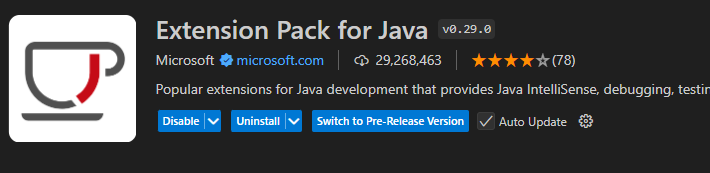 Extension Pack for Java v0.29.0
Microsoft microsoft.com 29,268,463 (78)
Popular extensions for Java development that provides Java IntelliSense, debugging,
Disable Uninstall Switch to Pre-Release Version Auto Update